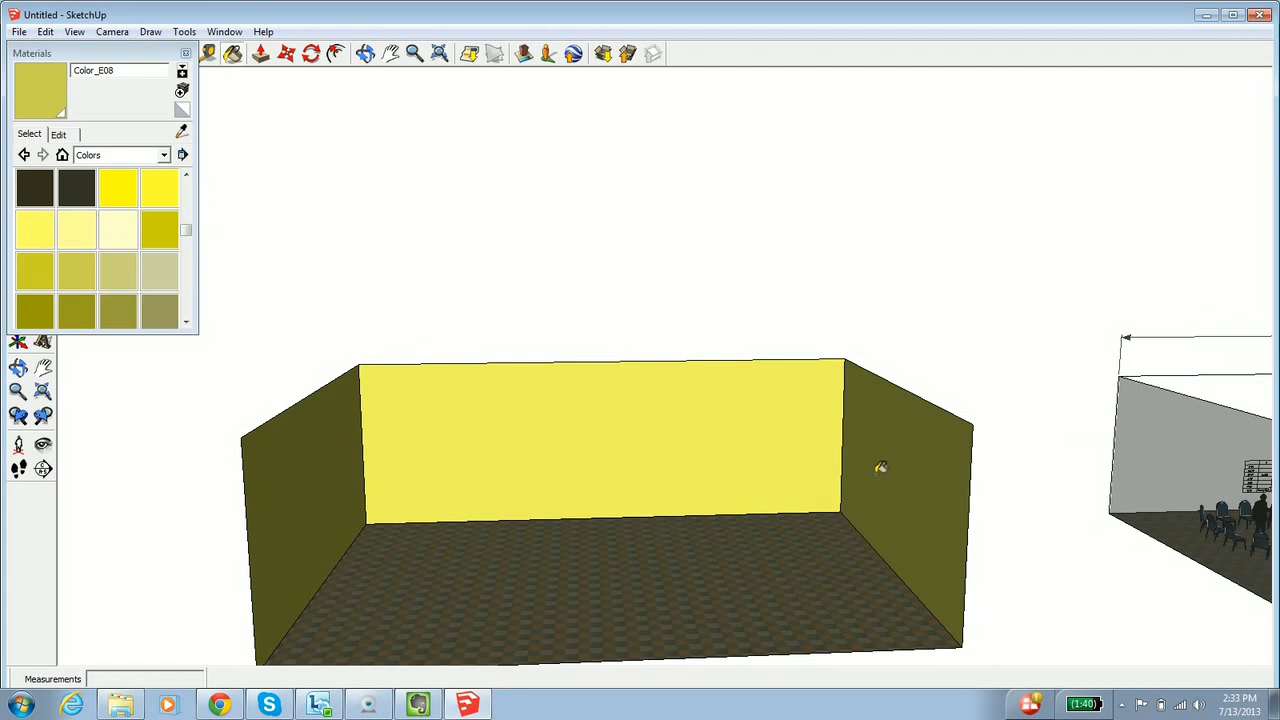 Untitled - SketchUp
File Edit View Camera Draw Tools Window Help
Materials
Color_E08
Select Edit
Colors
Measurements
(1:40)
2:33 PM
7/13/2013